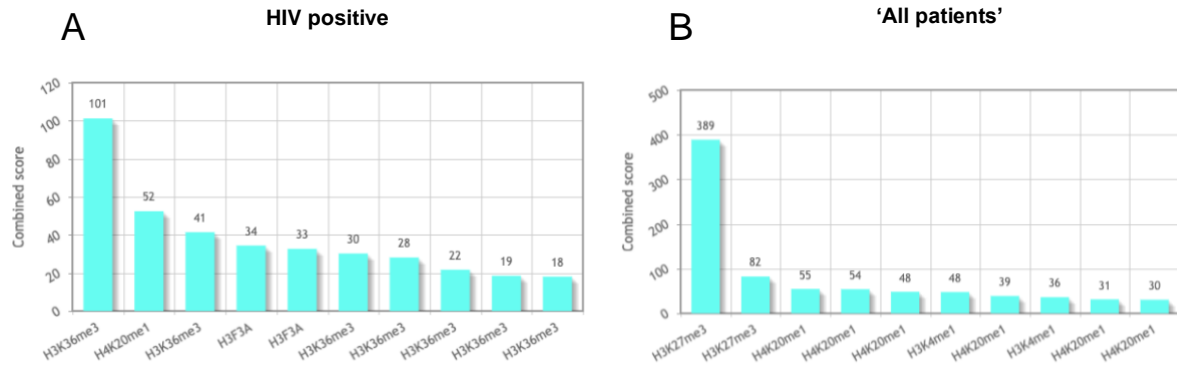 A
HIV positive
Combined score
120
100
80
60
40
20
0
101
52
41
34
33
30
28
22
19
18
H3K36me3
H4K20me1
H3K36me3
H3F3A
H3F3A
H3K36me3
H3K36me3
H3K36me3
H3K36me3
H3K36me3
B
‘All patients’
Combined score
500
400
300
200
100
0
389
82
55
54
48
48
39
36
31
30
H3K27me3
H3K27me3
H4K20me1
H4K20me1
H4K20me1
H3K4me1
H4K20me1
H3K4me1
H4K20me1
H4K20me1